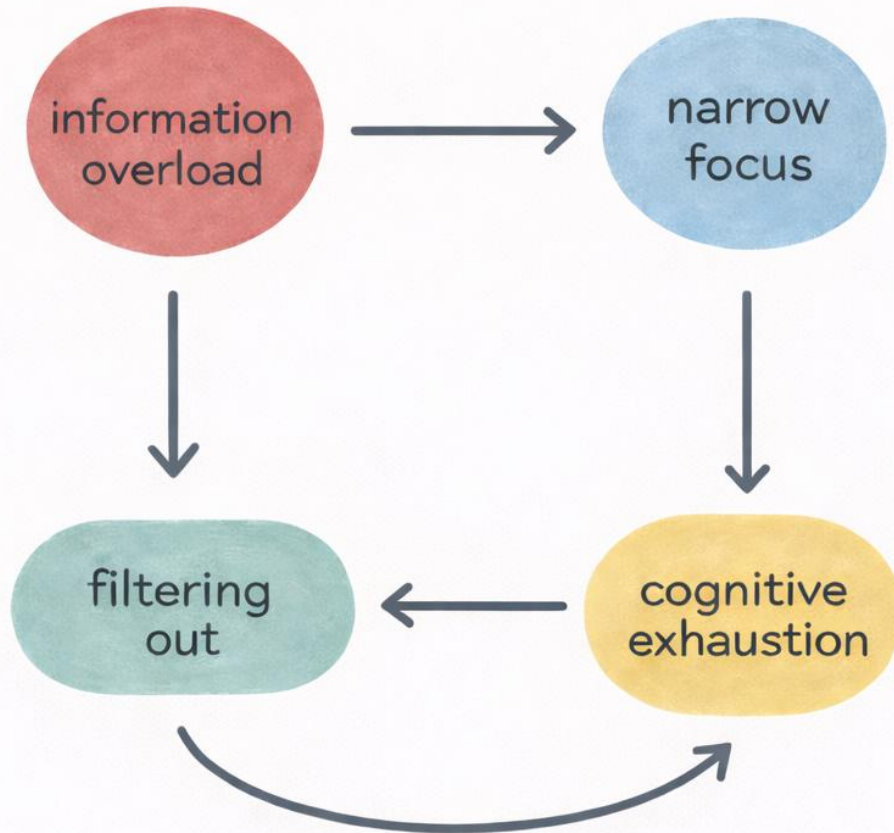 information
overload
narrow
focus
filtering
out
cognitive
exhaustion